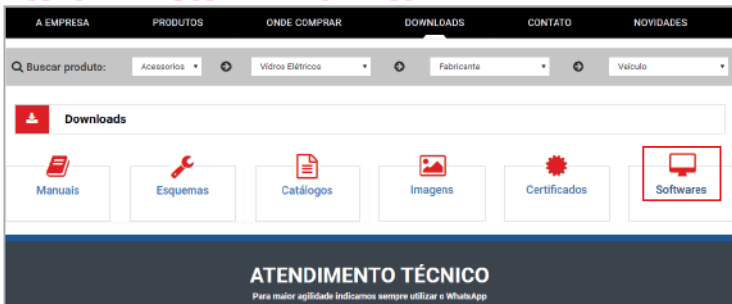 A EMPRESA PRODUTOS ONDE COMPRAR DOWNLOADS CONTATO NOVIDADES
Buscar produto: Acessorios Vidros Elétricos Fabricante Veículo
Downloads
Manuais Esquemas Catálogos Imagens Certificados Softwares
ATENDIMENTO TÉCNICO
Para maior agilidade indicamos sempre utilizar o WhatsApp